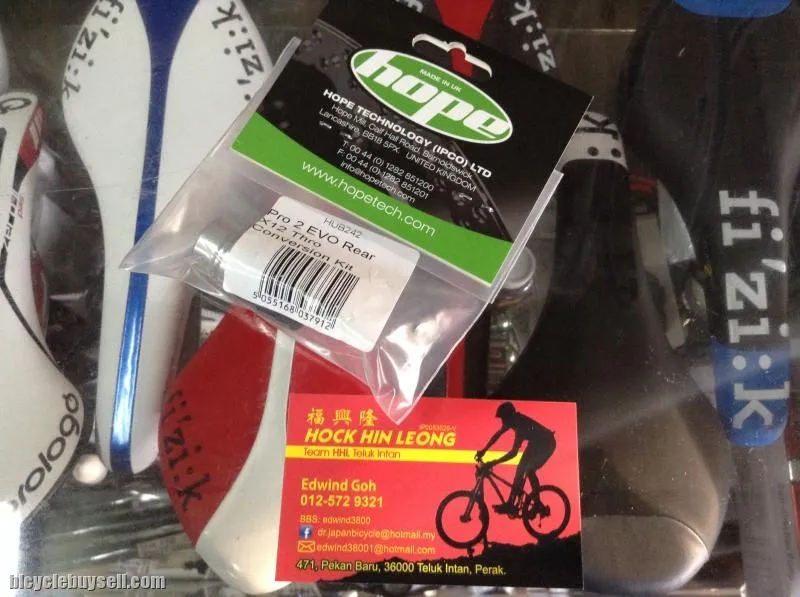 fi'zi:k
fi'zi:k
MADE IN UK
hope
HOPE TECHNOLOGY (IPCO) LTD
Hope Mill, Calf Hall Road, Barnoldswick,
Lancashire, BB18 5PX UNITED KINGDOM
T: 00 44 (0) 1282 851200
F: 00 44 (0) 1282 851201
info@hopetech.com
www.hopetech.com
HUB242
Pro 2 EVO Rear
X12 Thro
Conversion Kit
5 055168 037912
fi'zi:k
fi'zi:k
prologo
福興隆
HOCK HIN LEONG
Team HHL Teluk Intan
Edwind Goh
012-572 9321
BBS: edwind3800
f dr.japanbicycle@hotmail.my
edwind38001@hotmail.com
471, Pekan Baru, 36000 Teluk Intan, Perak.
bicyclebuysell.com